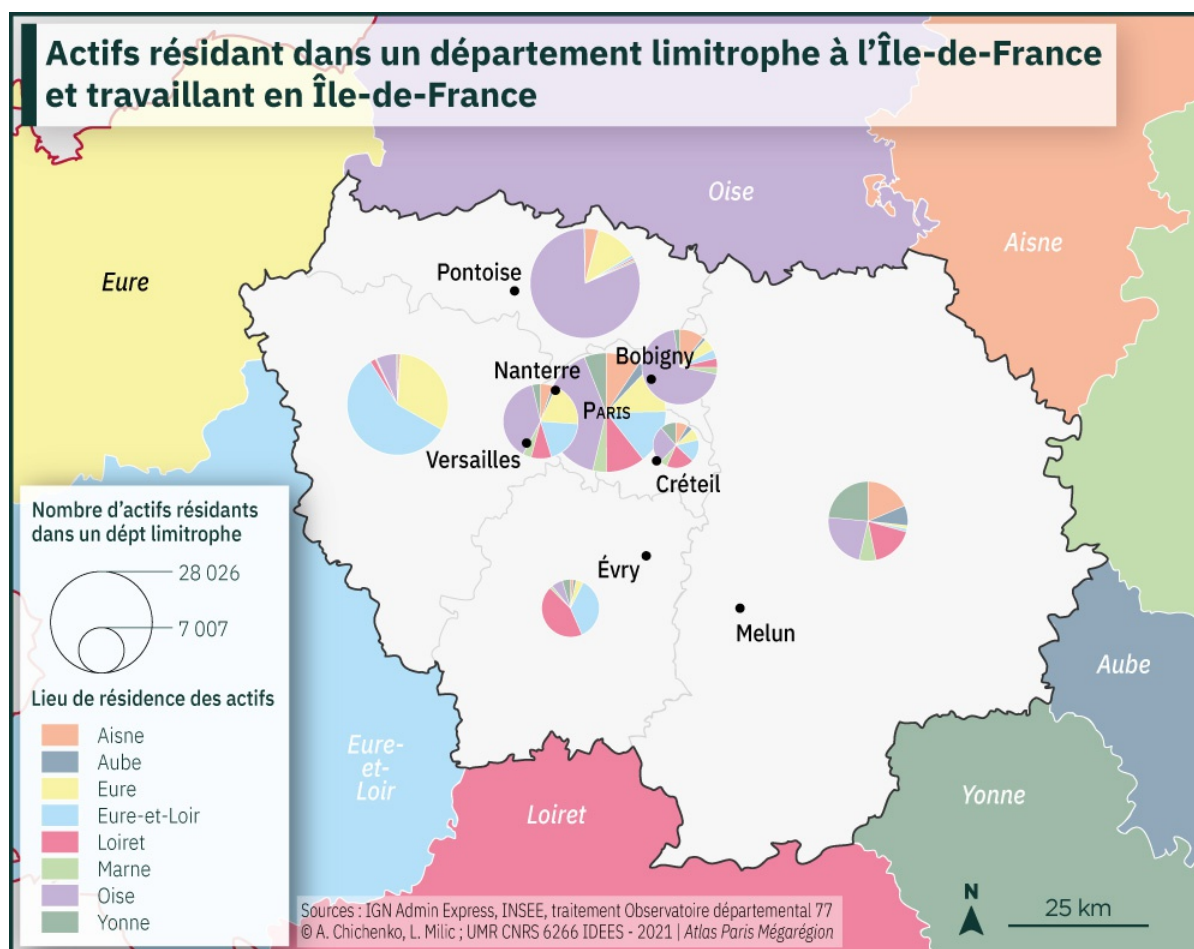 Actifs résidant dans un département limitrophe à l’Île-de-France
et travaillant en Île-de-France
Oise
Aisne
Eure
Pontoise
Bobigny
Nanterre
PARIS
Versailles
Créteil
Évry
Melun
Aube
Eure-
et-
Loir
Loiret
Yonne
Nombre d’actifs résidants
dans un dépt limitrophe
28 026
7 007
Lieu de résidence des actifs
Aisne
Aube
Eure
Eure-et-Loir
Loiret
Marne
Oise
Yonne
N
25 km
Sources : IGN Admin Express, INSEE, traitement Observatoire départemental 77
© A. Chichenko, L. Milic ; UMR CNRS 6266 IDEES - 2021 | Atlas Paris Mégarégion